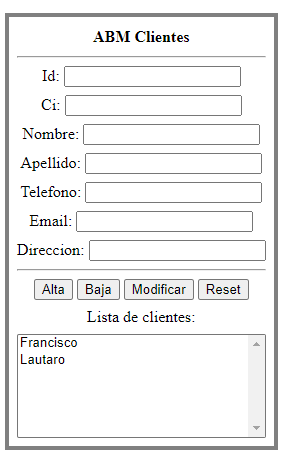 ABM Clientes
Id:
Ci:
Nombre:
Apellido:
Telefono:
Email:
Direccion:
Alta Baja Modificar Reset
Lista de clientes:
Francisco
Lautaro